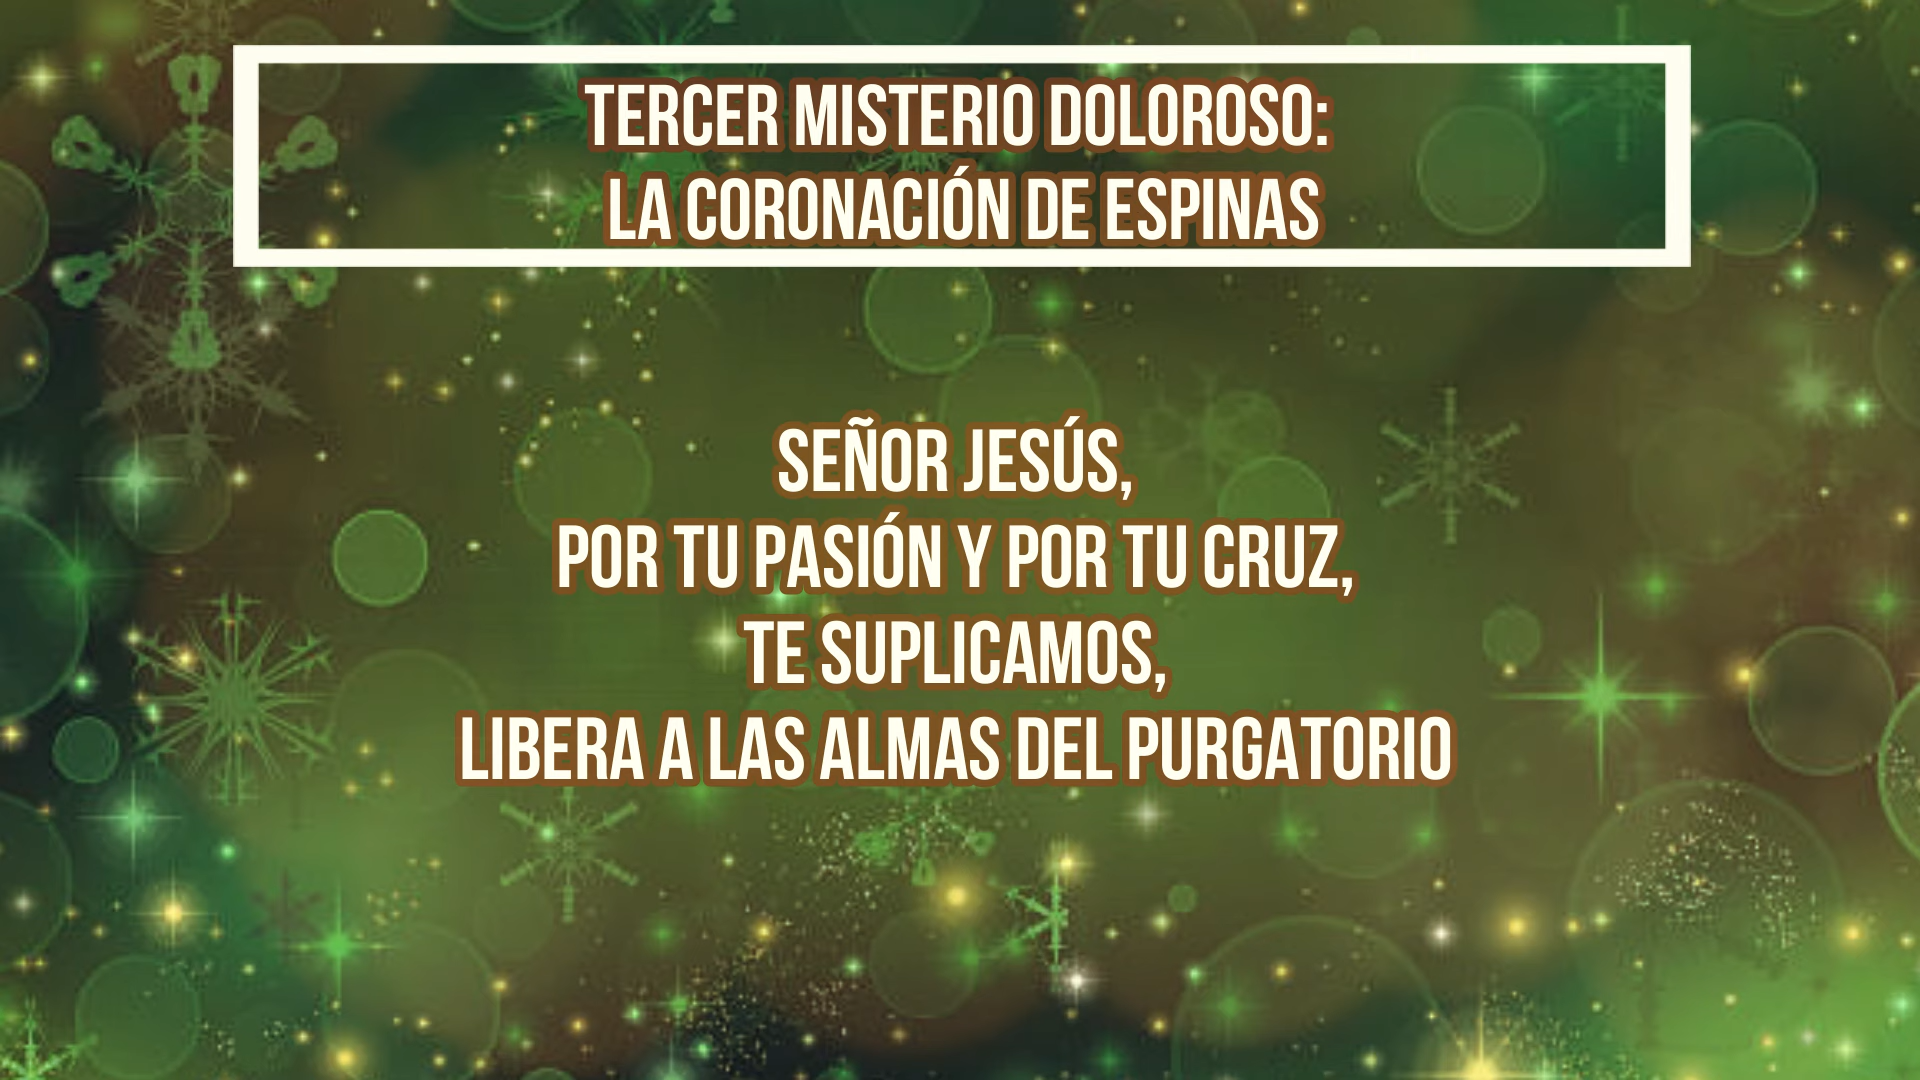 TERCER MISTERIO DOLOROSO:
LA CORONACIÓN DE ESPINAS
SEÑOR JESÚS,
POR TU PASIÓN Y POR TU CRUZ,
TE SUPLICAMOS,
LIBERA A LAS ALMAS DEL PURGATORIO